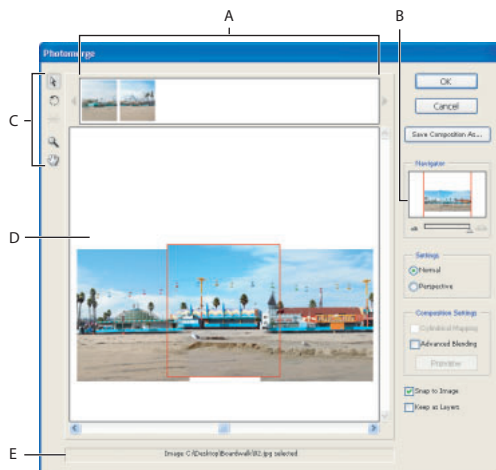 A
B
Photomerge
C
OK
Cancel
Save Composition As...
Navigator
D
Settings
Normal
Perspective
Composition Settings
Cylindrical Mapping
Advanced Blending
Preview
Snap to Image
Keep as Layers
E
Image C:\Desktop\Boardwalk\02.jpg selected